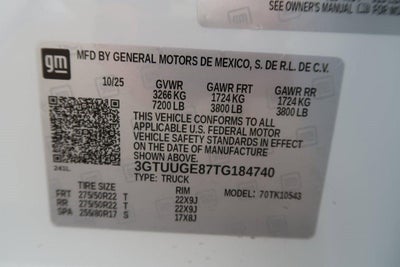 SEE OWNER'S MANUAL
gm
MFD BY GENERAL MOTORS DE MEXICO, S. DE R.L. DE C.V.
10/25 GVWR GAWR FRT GAWR RR
3266 KG 1724 KG 1724 KG
7200 LB 3800 LB 3800 LB
THIS VEHICLE CONFORMS TO ALL APPLICABLE
U.S. FEDERAL MOTOR
VEHICLE SAFETY STANDARDS IN EFFECT
ON THE DATE OF MANUFACTURE
SHOWN ABOVE.
3GTUUGE87TG184740
241L TYPE: TRUCK MODEL: 70TK10543
TIRE SIZE SPEED RTG RIM
FRT 275/50R22 T 22X9J
RR 275/50R22 T 22X9J
SPA 255/80R17 S 17X8J